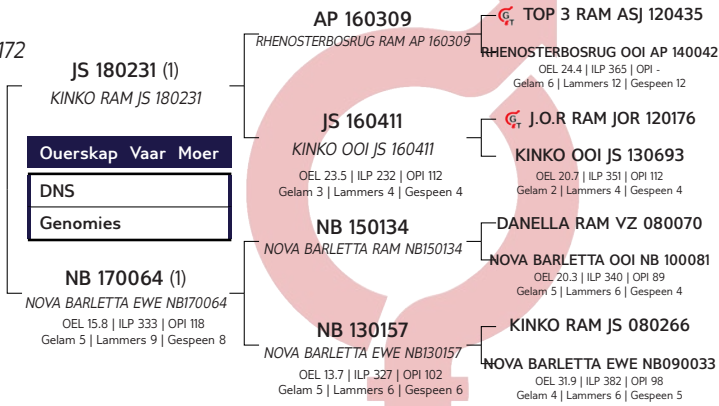 172
JS 180231 (1)
KINKO RAM JS 180231
Ouerskap Vaar Moer
DNS
Genomies
NB 170064 (1)
NOVA BARLETTA EWE NB170064
OEL 15.8 | ILP 333 | OPI 118
Gelam 5 | Lammers 9 | Gespeen 8
AP 160309
RHENOSTERBOSRUG RAM AP 160309
JS 160411
KINKO OOI JS 160411
OEL 23.5 | ILP 232 | OPI 112
Gelam 3 | Lammers 4 | Gespeen 4
NB 150134
NOVA BARLETTA RAM NB150134
NB 130157
NOVA BARLETTA EWE NB130157
OEL 13.7 | ILP 327 | OPI 102
Gelam 5 | Lammers 6 | Gespeen 6
GT TOP 3 RAM ASJ 120435
RHENOSTERBOSRUG OOI AP 140042
OEL 24.4 | ILP 365 | OPI -
Gelam 6 | Lammers 12 | Gespeen 12
GT J.O.R RAM JOR 120176
KINKO OOI JS 130693
OEL 20.7 | ILP 351 | OPI 112
Gelam 2 | Lammers 4 | Gespeen 4
DANELLA RAM VZ 080070
NOVA BARLETTA OOI NB 100081
OEL 20.3 | ILP 340 | OPI 89
Gelam 5 | Lammers 6 | Gespeen 4
KINKO RAM JS 080266
NOVA BARLETTA EWE NB090033
OEL 31.9 | ILP 382 | OPI 98
Gelam 4 | Lammers 6 | Gespeen 5